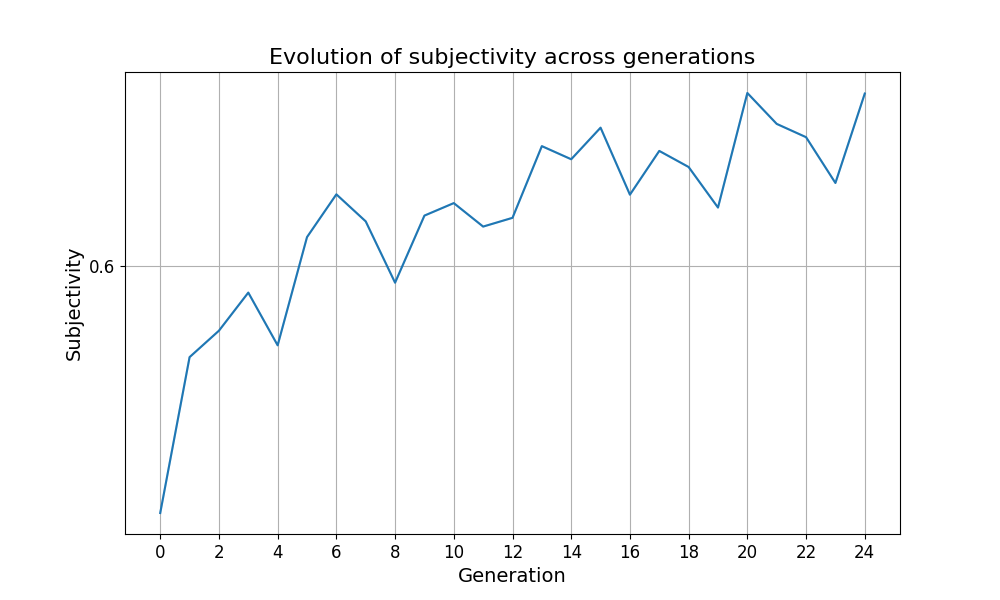 Evolution of subjectivity across generations
Subjectivity
0.6
0 2 4 6 8 10 12 14 16 18 20 22 24
Generation